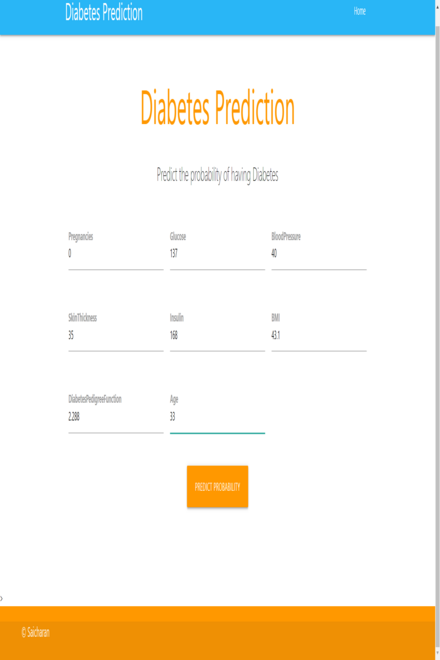 Diabetes Prediction
Home
Diabetes Prediction
Predict the probability of having Diabetes
Pregnancies Glucose BloodPressure
0 137 40
SkinThickness Insulin BMI
35 168 43.1
DiabetesPedigreeFunction Age
2.288 33
PREDICT PROBABILITY
>
© Saicharan